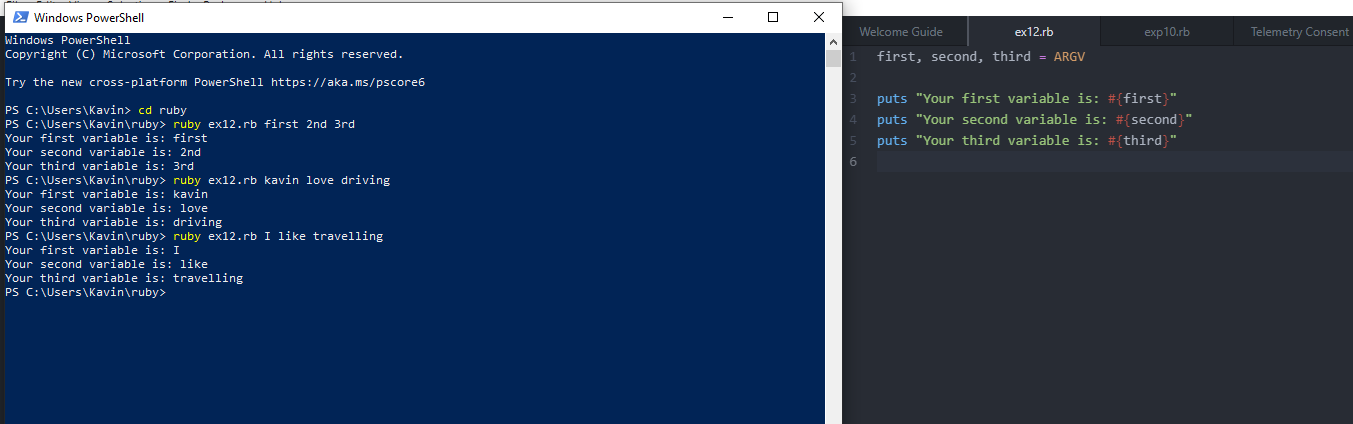 Windows PowerShell
Windows PowerShell
Copyright (C) Microsoft Corporation. All rights reserved.
Try the new cross-platform PowerShell https://aka.ms/pscore6
PS C:\Users\Kavin> cd ruby
PS C:\Users\Kavin\ruby> ruby ex12.rb first 2nd 3rd
Your first variable is: first
Your second variable is: 2nd
Your third variable is: 3rd
PS C:\Users\Kavin\ruby> ruby ex12.rb kavin love driving
Your first variable is: kavin
Your second variable is: love
Your third variable is: driving
PS C:\Users\Kavin\ruby> ruby ex12.rb I like travelling
Your first variable is: I
Your second variable is: like
Your third variable is: travelling
PS C:\Users\Kavin\ruby>
Welcome Guide ex12.rb exp10.rb Telemetry Consent
1 first, second, third = ARGV
2
3 puts "Your first variable is: #{first}"
4 puts "Your second variable is: #{second}"
5 puts "Your third variable is: #{third}"
6